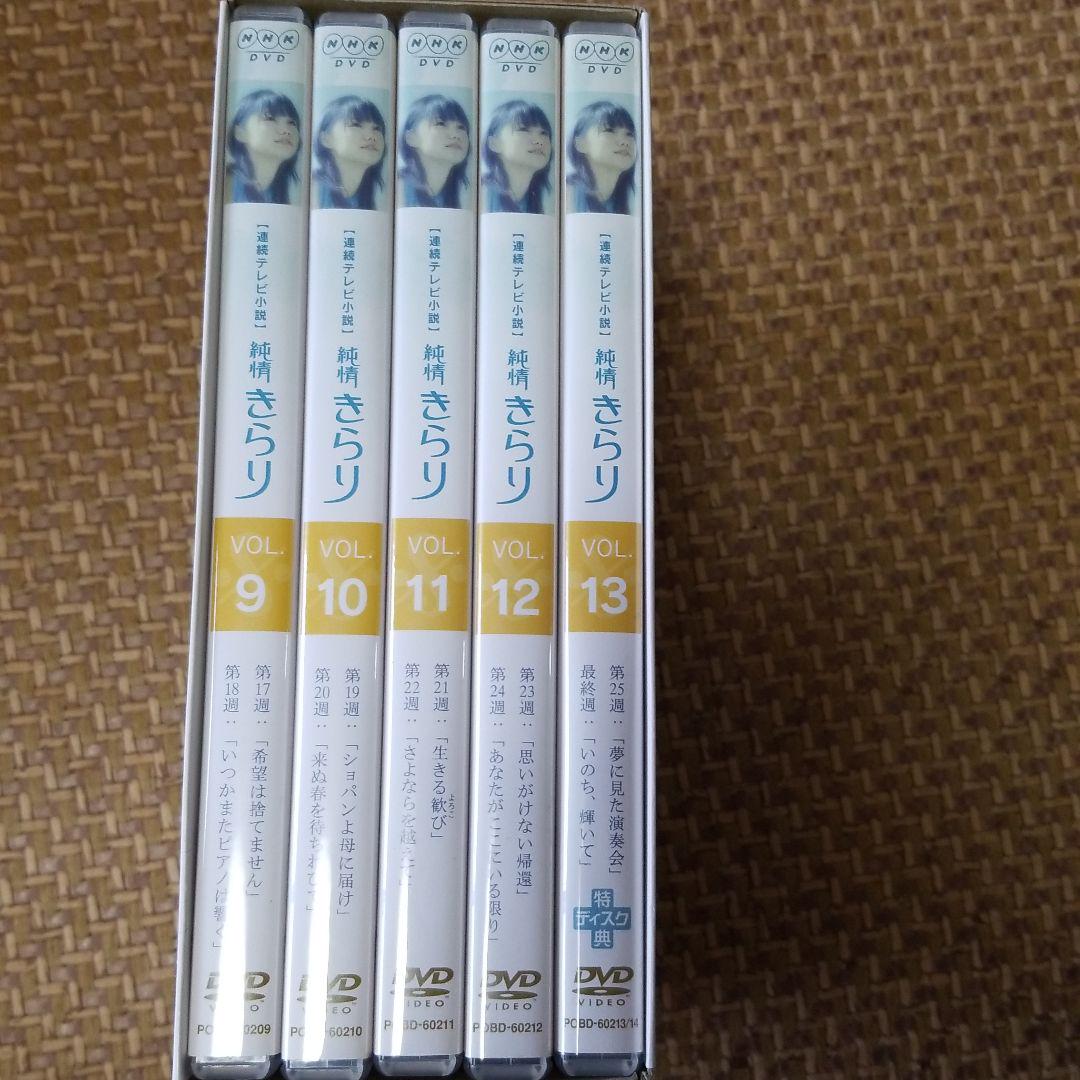 NHK
DVD
【連続テレビ小説】
純情
きらり
VOL.
9
第17週:「希望は捨てません」
第18週:「いつかまたピアノは響く」
DVD
VIDEO
0209
NHK
DVD
【連続テレビ小説】
純情
きらり
VOL.
10
第19週:「ショパンよ母に届け」
第20週:「来ぬ春を待ちわびて」
DVD
VIDEO
-60210
NHK
DVD
【連続テレビ小説】
純情
きらり
VOL.
11
第21週:「生きる歓び」
よろこ
第22週:「さよならを越えて」
DVD
VIDEO
POBD-60211
NHK
DVD
【連続テレビ小説】
純情
きらり
VOL.
12
第23週:「思いがけない帰還」
第24週:「あなたがここにいる限り」
DVD
VIDEO
POBD-60212
NHK
DVD
【連続テレビ小説】
純情
きらり
VOL.
13
第25週:「夢に見た演奏会」
最終週:「いのち、輝いて」
特
ディスク
典
DVD
VIDEO
POBD-60213/14